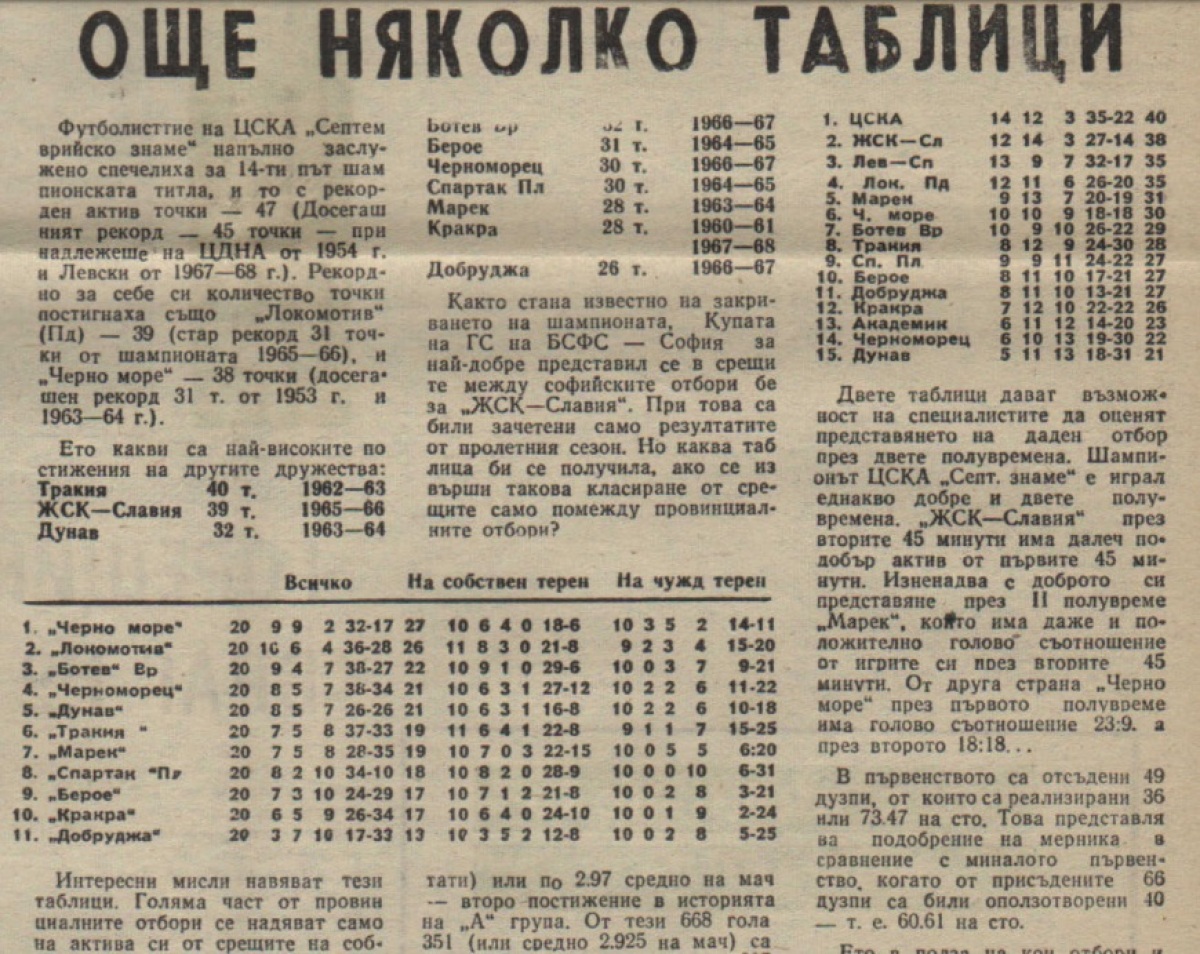 ОЩЕ НЯКОЛКО ТАБЛИЦИ
Футболисттие на ЦСКА „Септем
врийско знаме“ напълно заслу-
жено спечелиха за 14-ти път шам
пионската титла, и то с рекор-
ден актив точки — 47 (Досегаш
ният рекорд — 45 точки — при
надлежеше на ЦДНА от 1954 г.
и Левски от 1967—68 г.). Рекорд-
но за себе си количество точки
постигнаха също „Локомотив“
(Пд) — 39 (стар рекорд 31 точ-
ки от шампионата 1965—66), и
„Черно море“ — 38 точки (досега-
шен рекорд 31 т. от 1953 г. и
1963—64 г.).
Ето какви са най-високите по
стижения на другите дружества:
Тракия 40 т. 1962—63
ЖСК—Славия 39 т. 1965—66
Дунав 32 т. 1963—64
Ботев Вр 32 т. 1966—67
Берое 31 т. 1964—65
Черноморец 30 т. 1966—67
Спартак Пл 30 т. 1964—65
Марек 28 т. 1963—64
Кракра 28 т. 1960—61
1967—68
Добруджа 26 т. 1966—67
Както стана известно на закри-
ването на шампионата, Купата
на ГС на БСФС — София за
най-добре представил се в срещи
те между софийските отбори бе
за „ЖСК—Славия“. При това са
били зачетени само резултатите
от пролетния сезон. Но каква таб
лица би се получила, ако се из
върши такова класиране от сре-
щите само помежду провинциал-
ните отбори?
Всичко На собствен терен На чужд терен
1. „Черно море“ 20 9 9 2 32-17 27 10 6 4 0 18-6 10 3 5 2 14-11
2. „Локомотив“ 20 10 6 4 36-28 26 11 8 3 0 21-8 9 2 3 4 15-20
3. „Ботев“ Вр 20 9 4 7 38-27 22 10 9 1 0 29-6 10 0 3 7 9-21
4. „Черноморец“ 20 8 5 7 38-34 21 10 6 3 1 27-12 10 2 2 6 11-22
5. „Дунав“ 20 8 5 7 26-26 21 10 6 3 1 16-8 10 2 2 6 10-18
6. „Тракия “ 20 7 5 8 37-33 19 11 6 4 1 22-8 9 1 1 7 15-25
7. „Марек“ 20 7 5 8 28-35 19 10 7 0 3 22-15 10 0 5 5 6:20
8. „Спартак “Пл 20 8 2 10 34-10 18 10 8 2 0 28-9 10 0 0 10 6-31
9. „Берое“ 20 7 3 10 24-29 17 10 7 1 2 21-8 10 0 2 8 3-21
10. „Кракра“ 20 6 5 9 26-34 17 10 6 4 0 24-10 10 0 1 9 2-24
11. „Добруджа“ 20 3 7 10 17-33 13 10 3 5 2 12-8 10 0 2 8 5-25
Интересни мисли навяват тези
таблици. Голяма част от провин
циалните отбори се надяват само
на актива си от срещите на соб-
тати) или по 2.97 средно на мач
— второ постижение в историята
на „А“ група. От тези 668 гола
351 (или средно 2.925 на мач) са
1. ЦСКА 14 12 3 35-22 40
2. ЖСК—Сл 12 14 3 27-14 38
3. Лев—Сп 13 9 7 32-17 35
4. Лок. Пд 12 11 6 26-20 35
5. Марен 9 13 7 20-19 31
6. Ч. море 10 10 9 18-18 30
7. Ботев Вр 10 9 10 26-22 29
8. Тракия 8 12 9 24-30 28
9. Сп. Пл 9 9 11 24-22 27
10. Берое 8 11 10 17-21 27
11. Добруджа 8 11 10 13-21 27
12. Кракра 7 12 10 22-22 26
13. Академик 6 11 12 14-20 23
14. Черноморец 6 10 13 19-30 22
15. Дунав 5 11 13 18-31 21
Двете таблици дават възмож-
ност на специалистите да оценят
представянето на даден отбор
през двете полувремена. Шампи-
онът ЦСКА „Септ. знаме“ е играл
еднакво добре и двете полу-
времена. „ЖСК—Славия“ през
вторите 45 минути има далеч по-
добър актив от първите 45 ми-
нути. Изненадва с доброто си
представяне през II полувреме
„Марек“, който има даже и по-
ложително голово съотношение
от игрите си през вторите 45
минути. От друга страна „Черно
море“ през първото полувреме
има голово съотношение 23:9. а
през второто 18:18...
В първенството са отсъдени 49
дузпи, от които са реализирани 36
или 73.47 на сто. Това представля
ва подобрение на мерника в
сравнение с миналото първен-
ство, когато от присъдените 66
дузпи са били оползотворени 40
— т. е. 60.61 на сто.